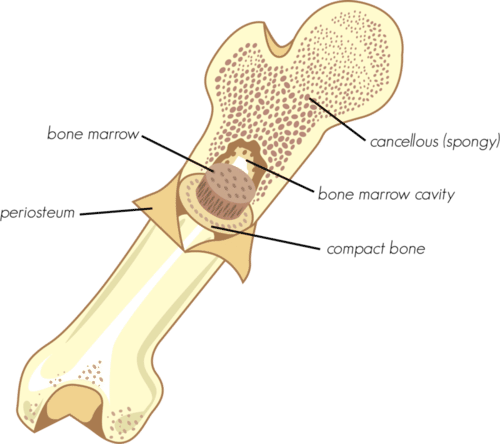 bone marrow
cancellous (spongy)
bone marrow cavity
periosteum
compact bone